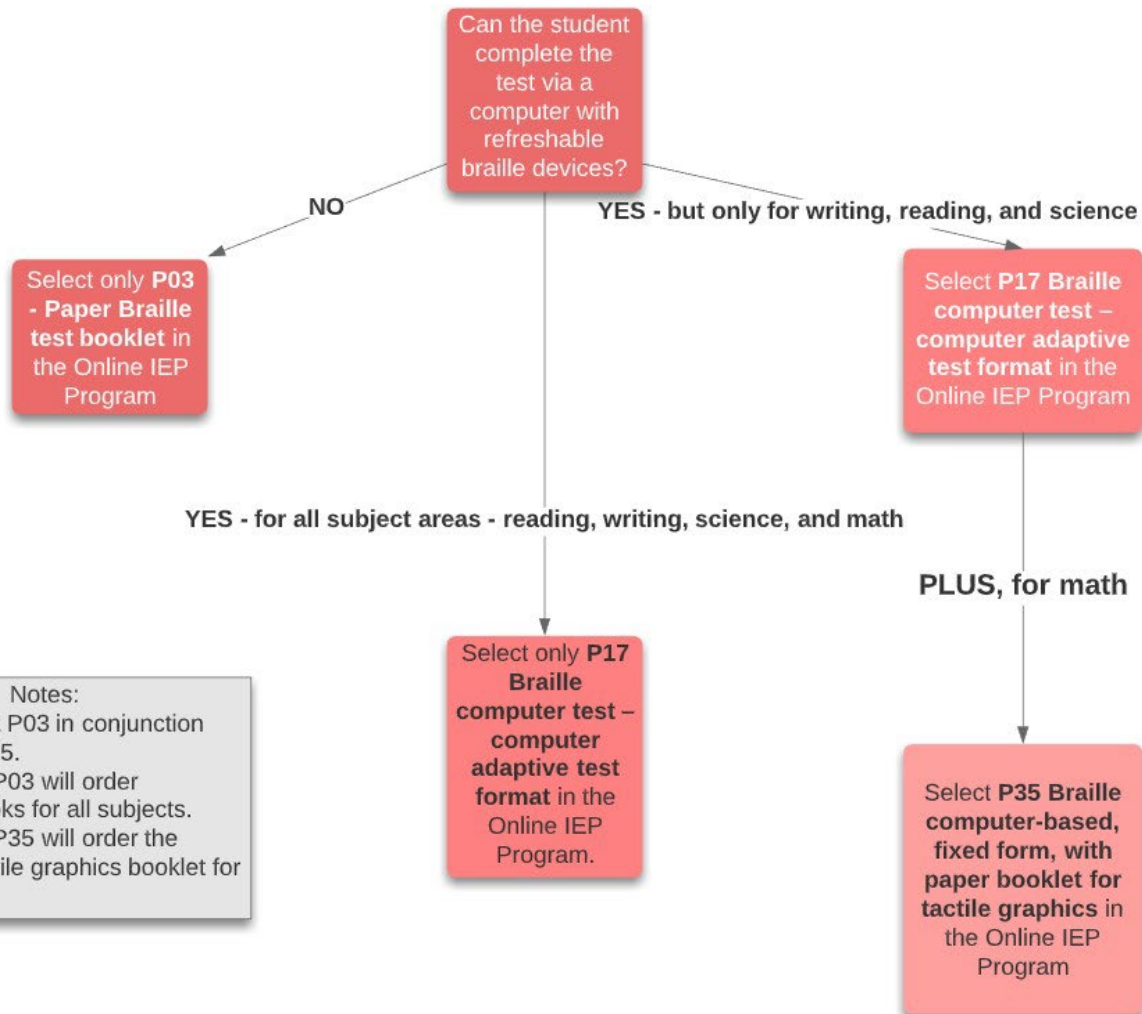 Can the student
complete the
test via a
computer with
refreshable
braille devices?
NO
YES - but only for writing, reading, and science
Select only P03
- Paper Braille
test booklet in
the Online IEP
Program
Select P17 Braille
computer test –
computer adaptive
test format in the
Online IEP Program
YES - for all subject areas - reading, writing, science, and math
PLUS, for math
Select only P17
Braille
computer test –
computer
adaptive test
format in the
Online IEP
Program.
Select P35 Braille
computer-based,
fixed form, with
paper booklet for
tactile graphics in
the Online IEP
Program
Notes:
P03 in conjunction
5.
P03 will order
for all subjects.
P35 will order the
graphics booklet for